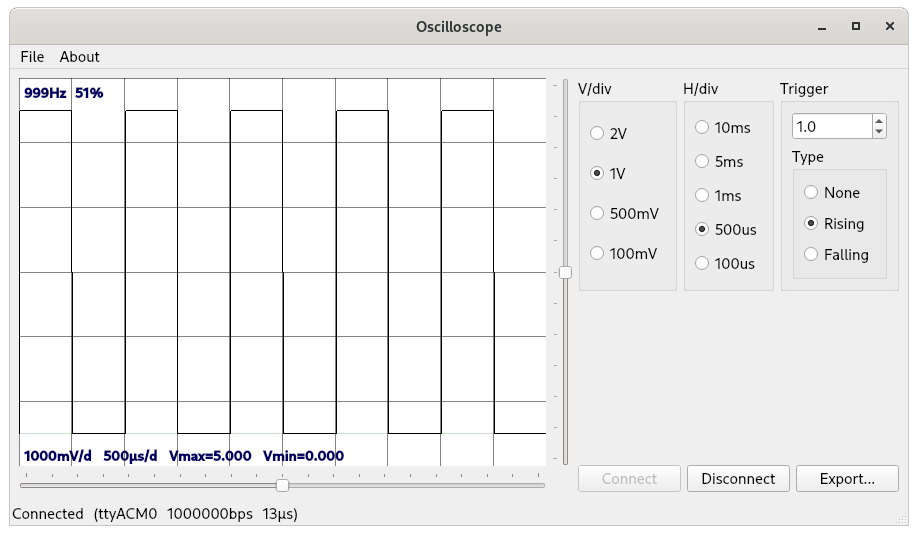 Oscilloscope
File About
999Hz 51%
1000mV/d 500μs/d Vmax=5.000 Vmin=0.000
V/div
2V
1V
500mV
100mV
H/div
10ms
5ms
1ms
500us
100us
Trigger
1.0
Type
None
Rising
Falling
Connect Disconnect Export...
Connected (ttyACM0 1000000bps 13μs)